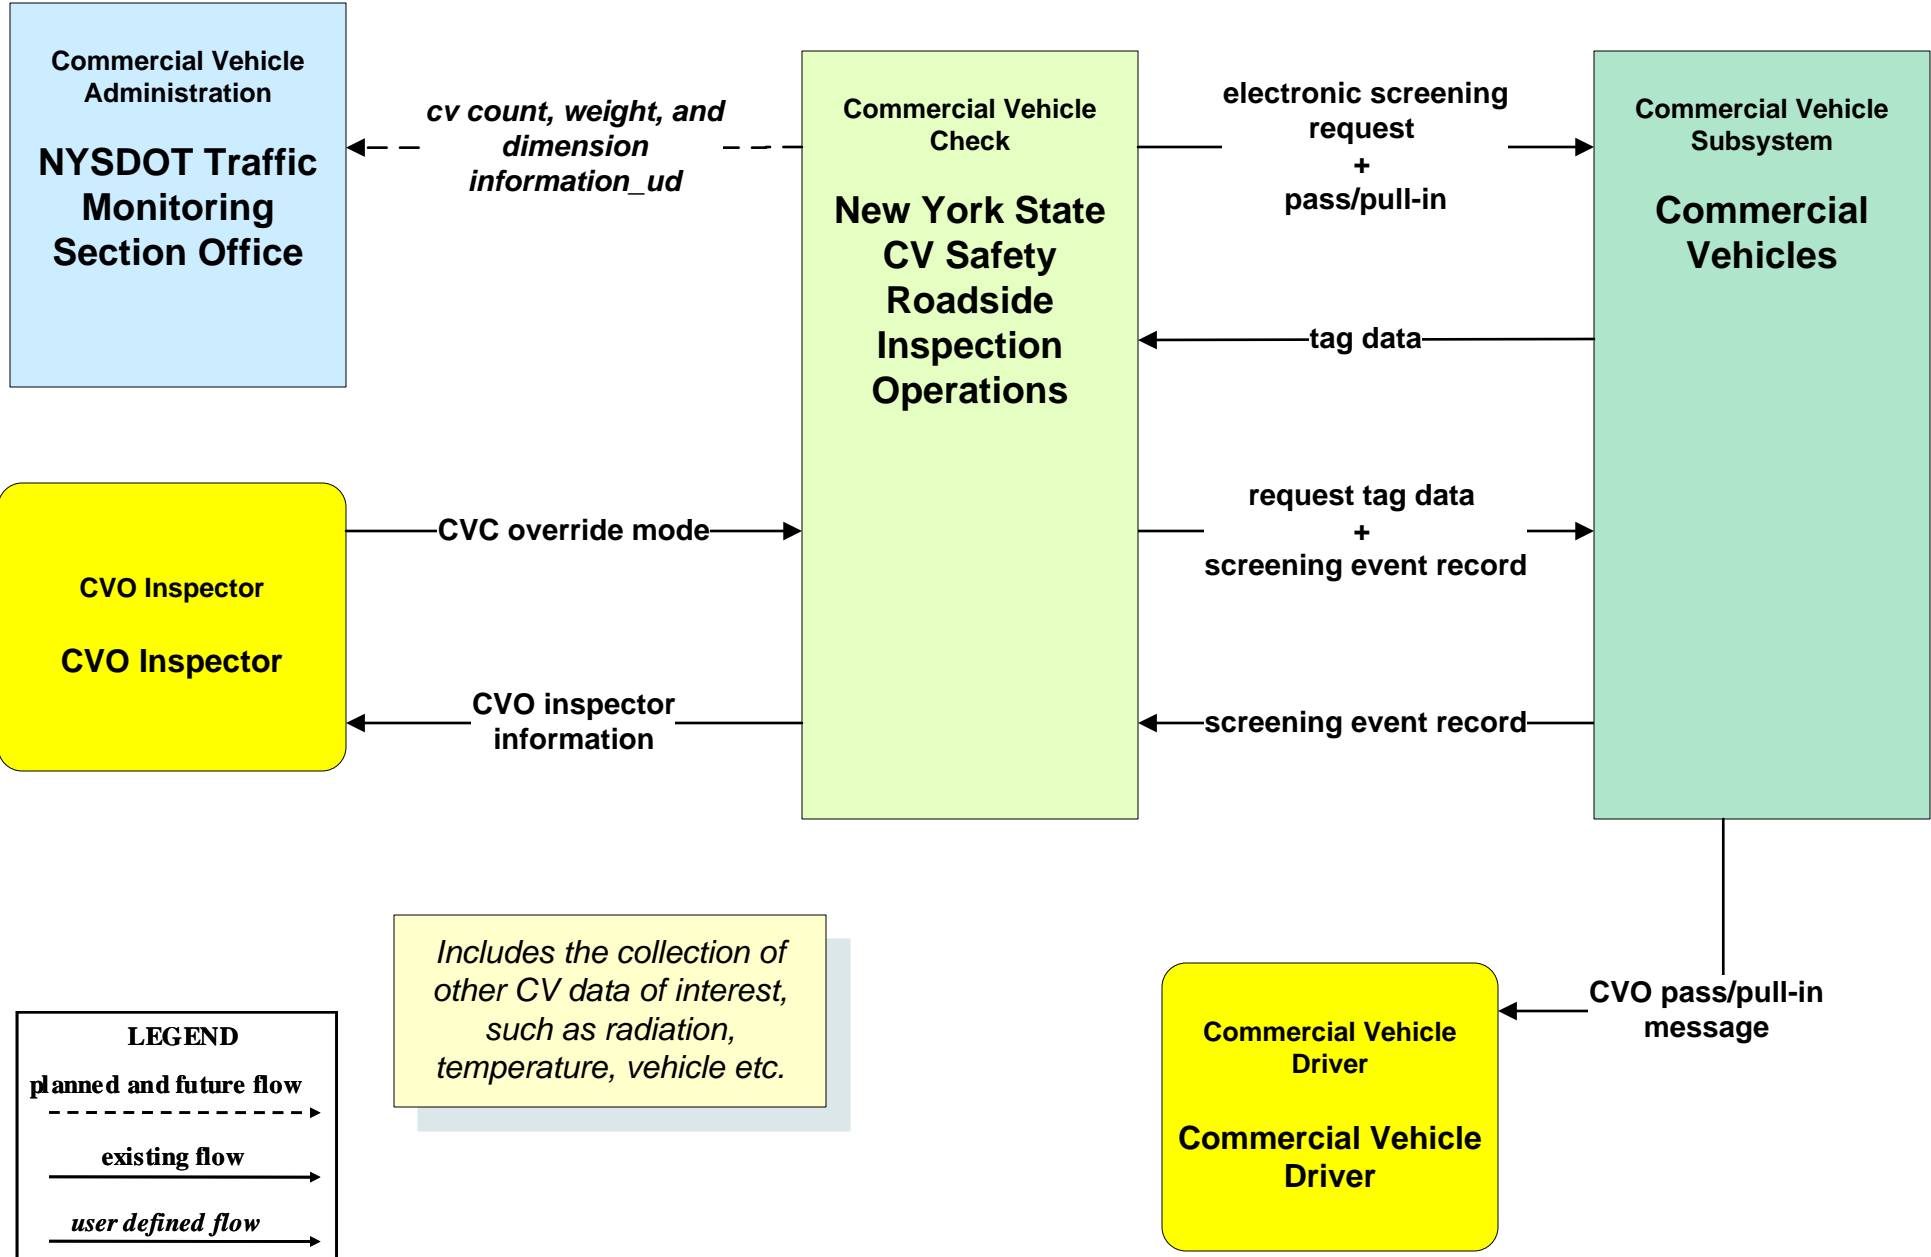 Commercial Vehicle
Administration
NYSDOT Traffic
Monitoring
Section Office
cv count, weight, and
dimension
information_ud
Commercial Vehicle
Check
New York State
CV Safety
Roadside
Inspection
Operations
electronic screening
request
+
pass/pull-in
Commercial Vehicle
Subsystem
Commercial
Vehicles
tag data
CVO Inspector
CVO Inspector
CVC override mode
request tag data
+
screening event record
CVO inspector
information
screening event record
Includes the collection of
other CV data of interest,
such as radiation,
temperature, vehicle etc.
CVO pass/pull-in
message
Commercial Vehicle
Driver
Commercial Vehicle
Driver
LEGEND
planned and future flow
existing flow
user defined flow